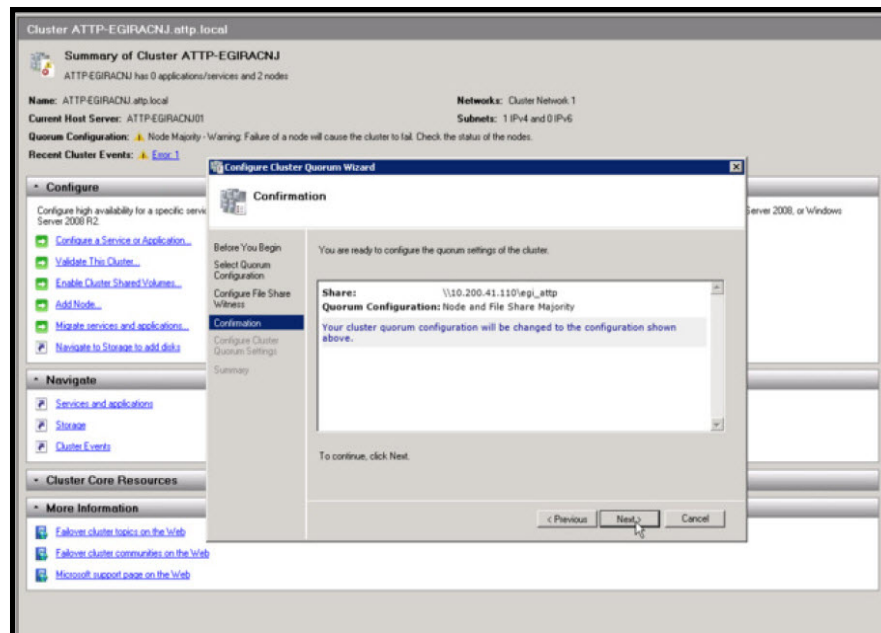 Cluster ATTP-EGIRACNJ.attp.local
Summary of Cluster ATTP-EGIRACNJ
ATTP-EGIRACNJ has 0 applications/services and 2 nodes
Name: ATTP-EGIRACNJ.attp.local
Networks: Cluster Network 1
Current Host Server: ATTP-EGIRACNJ01
Subnets: 1 IPv4 and 0 IPv6
Quorum Configuration: Node Majority - Warning: Failure of a node will cause the cluster to fail. Check the status of the nodes.
Recent Cluster Events: Error: 1
Configure
Configure high availability for a specific servic
Server 2008 R2.
Server 2008, or Windows
Configure a Service or Application...
Validate This Cluster...
Enable Cluster Shared Volumes...
Add Node...
Migrate services and applications...
Navigate to Storage to add disks
Navigate
Services and applications
Storage
Cluster Events
Cluster Core Resources
More Information
Failover cluster topics on the Web
Failover cluster communities on the Web
Microsoft support page on the Web
Configure Cluster Quorum Wizard
Confirmation
Before You Begin
Select Quorum
Configuration
Configure File Share
Witness
Confirmation
Configure Cluster
Quorum Settings
Summary
You are ready to configure the quorum settings of the cluster.
Share: \\10.200.41.110\egi_attp
Quorum Configuration: Node and File Share Majority
Your cluster quorum configuration will be changed to the configuration shown
above.
To continue, click Next.
< Previous
Next >
Cancel